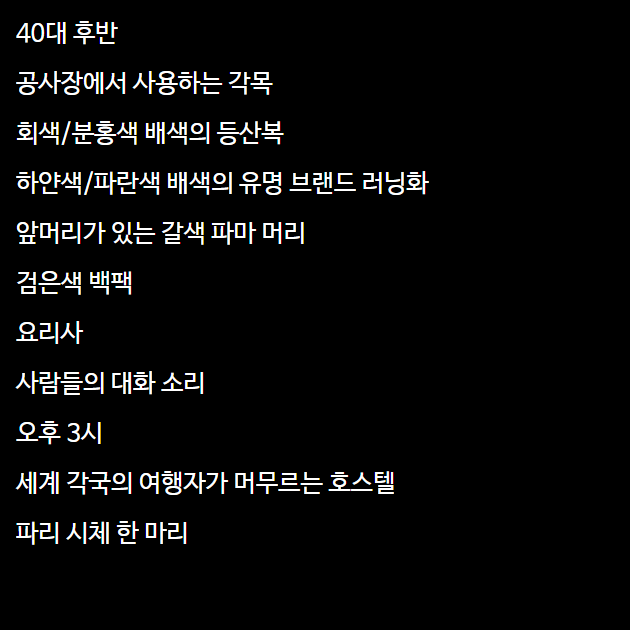 40대 후반
공사장에서 사용하는 각목
회색/분홍색 배색의 등산복
하얀색/파란색 배색의 유명 브랜드 러닝화
앞머리가 있는 갈색 파마 머리
검은색 백팩
요리사
사람들의 대화 소리
오후 3시
세계 각국의 여행자가 머무르는 호스텔
파리 시체 한 마리